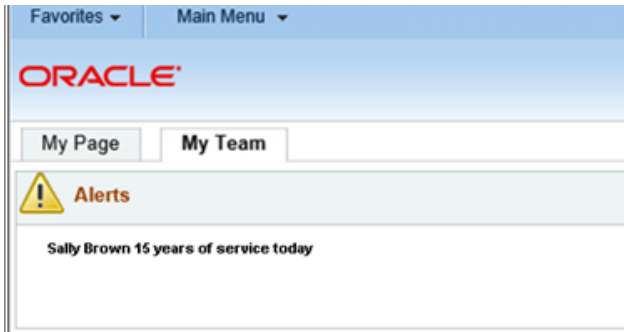 Favorites Main Menu
ORACLE
My Page My Team
Alerts
Sally Brown 15 years of service today